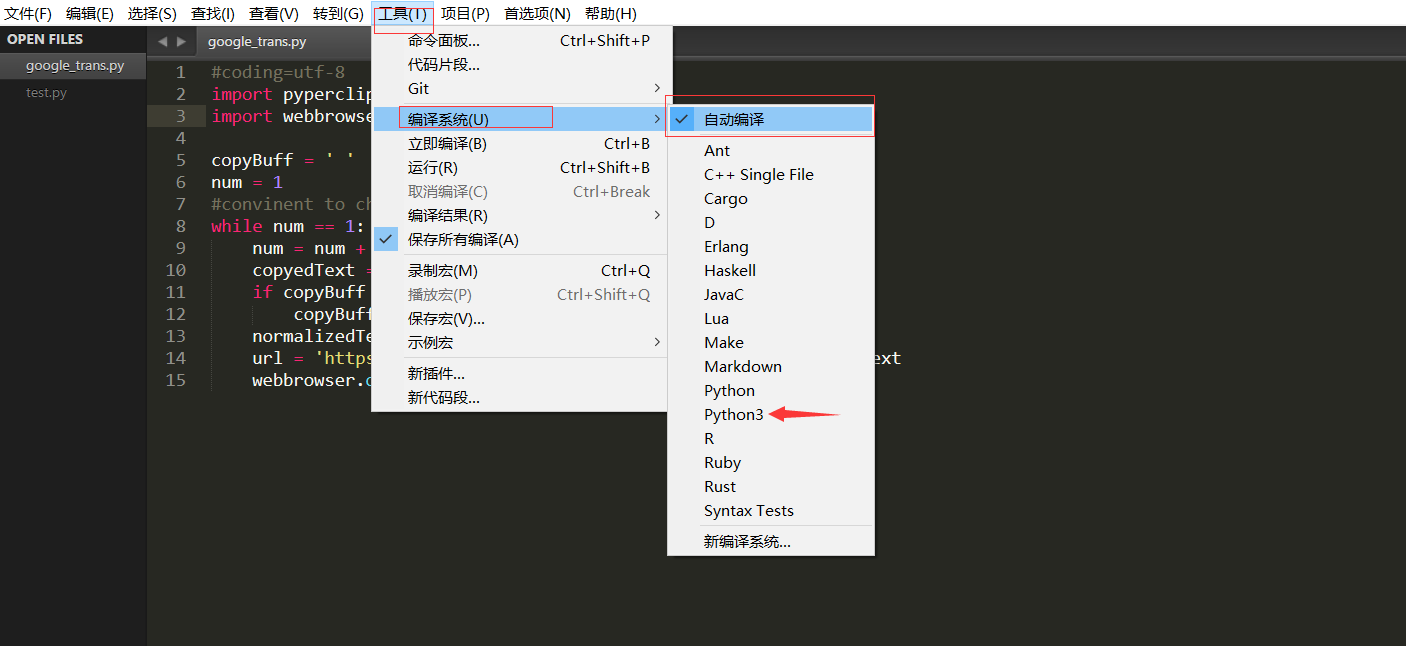 文件(F) 编辑(E) 选择(S) 查找(I) 查看(V) 转到(G) 工具(T) 项目(P) 首选项(N) 帮助(H)
OPEN FILES
google_trans.py
test.py
google_trans.py
1 #coding=utf-8
2 import pyperclip
3 import webbrowse
4
5 copyBuff = ' '
6 num = 1
7 #convinent to ch
8 while num == 1:
9 num = num +
10 copyedText =
11 if copyBuff
12 copyBuff
13 normalizedTe
14 url = 'https ext
15 webbrowser.
命令面板... Ctrl+Shift+P
代码片段...
Git
编译系统(U)
立即编译(B) Ctrl+B
运行(R) Ctrl+Shift+B
取消编译(C) Ctrl+Break
编译结果(R)
保存所有编译(A)
录制宏(M) Ctrl+Q
播放宏(P) Ctrl+Shift+Q
保存宏(V)...
示例宏
新插件...
新代码段...
自动编译
Ant
C++ Single File
Cargo
D
Erlang
Haskell
JavaC
Lua
Make
Markdown
Python
Python3
R
Ruby
Rust
Syntax Tests
新编译系统...